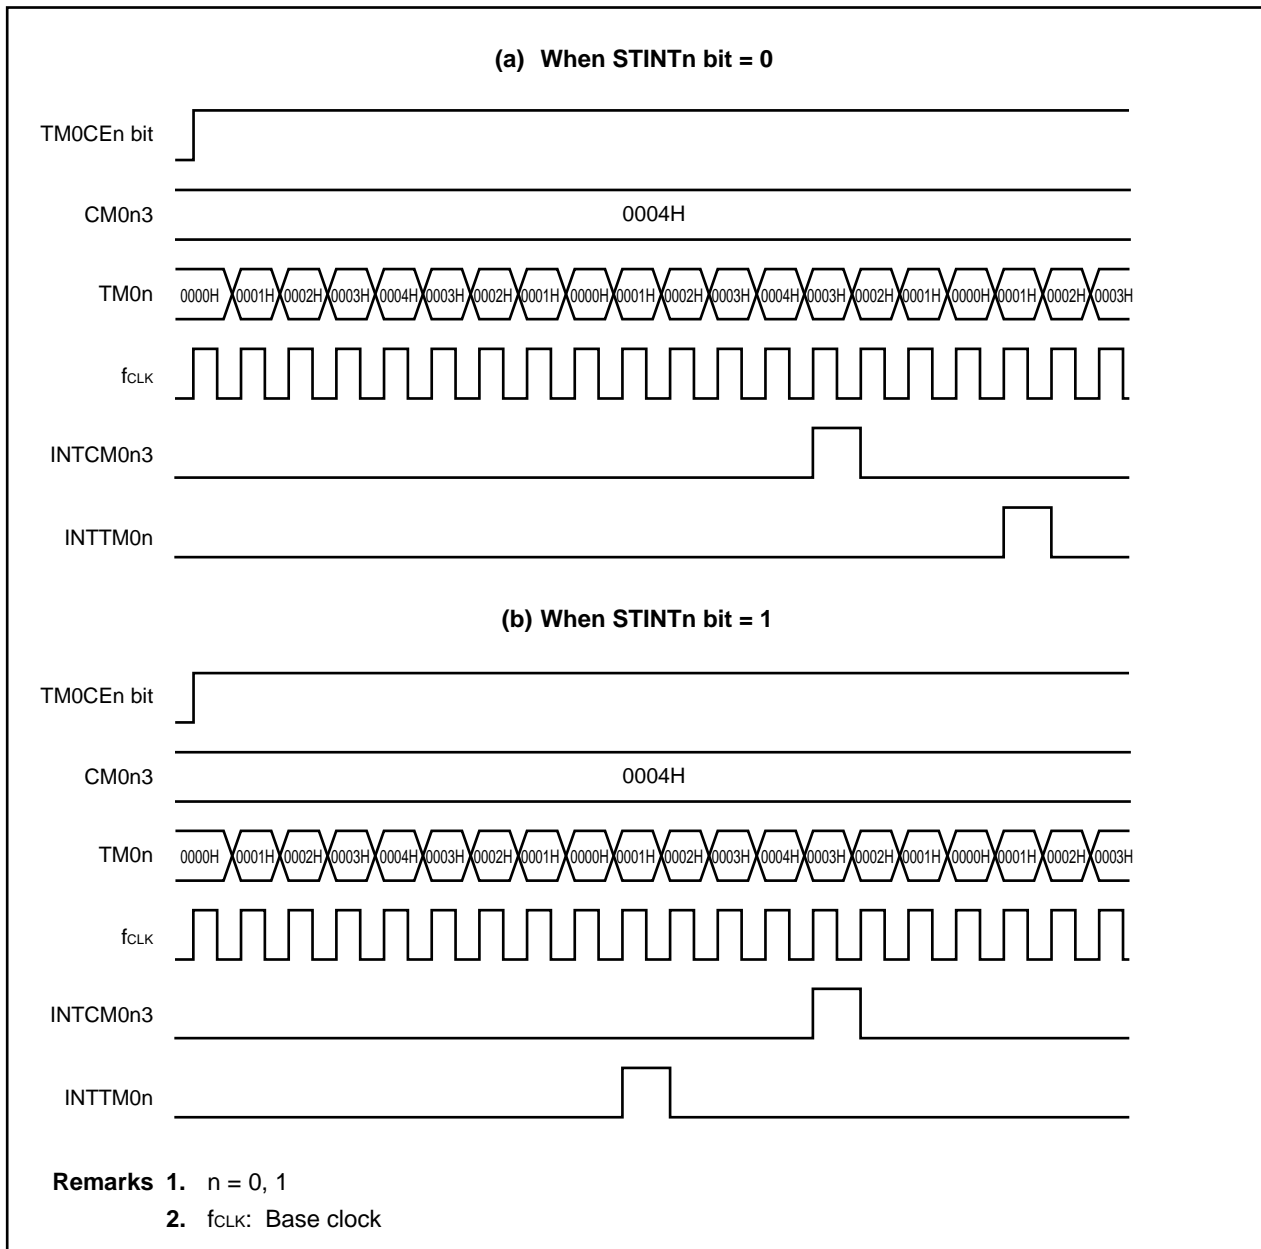 (a) When STINTn bit = 0
TM0CEn bit
CM0n3 0004H
TM0n 0000H 0001H 0002H 0003H 0004H 0003H 0002H 0001H 0000H 0001H 0002H 0003H 0004H 0003H 0002H 0001H 0000H 0001H 0002H 0003H
fCLK
INTCM0n3
INTTM0n
(b) When STINTn bit = 1
TM0CEn bit
CM0n3 0004H
TM0n 0000H 0001H 0002H 0003H 0004H 0003H 0002H 0001H 0000H 0001H 0002H 0003H 0004H 0003H 0002H 0001H 0000H 0001H 0002H 0003H
fCLK
INTCM0n3
INTTM0n
Remarks 1. n = 0, 1
2. fCLK: Base clock